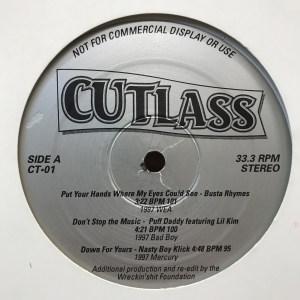 NOT FOR COMMERCIAL DISPLAY OR USE
CUTLASS
SIDE A
CT-01
33.3 RPM
STEREO
Put Your Hands Where My Eyes Could See - Busta Rhymes
3:22 BPM 101
1997 WEA
Don't Stop the Music - Puff Daddy featuring Lil Kim
4:21 BPM 100
1997 Bad Boy
Down For Yours - Nasty Boy Klick 4:48 BPM 95
1997 Mercury
Additional production and re-edit by the
Wreckin'shit Foundation